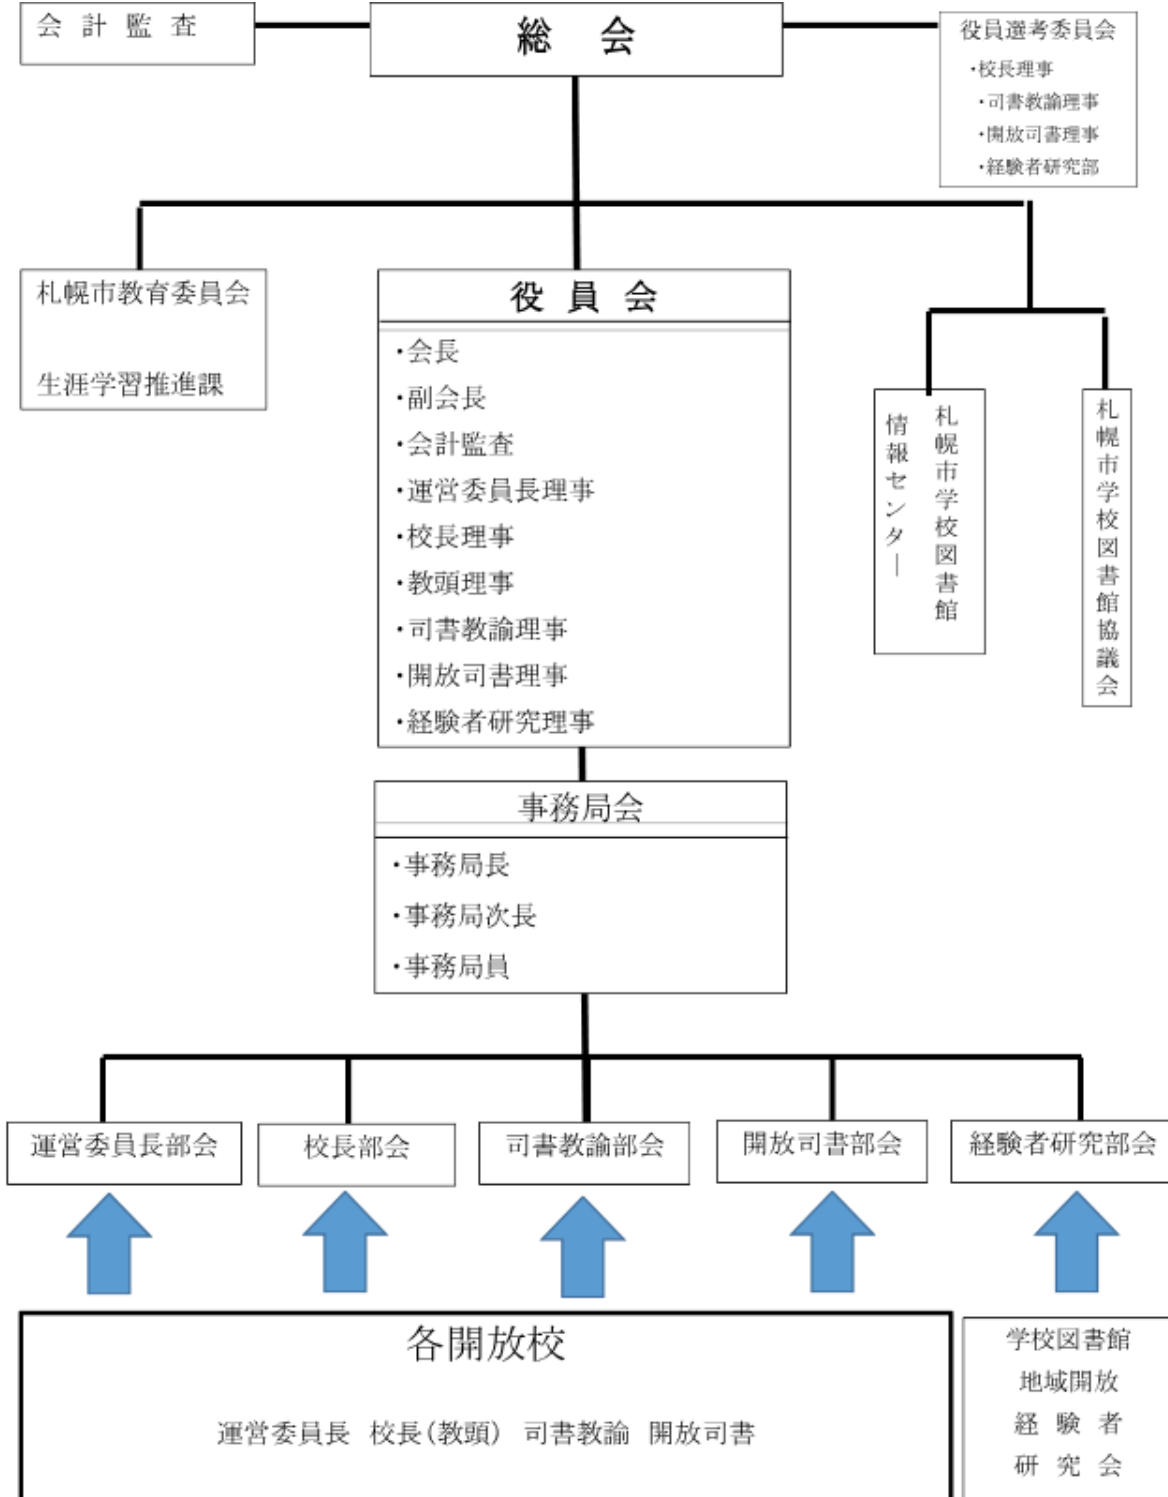 会 計 監 査
総 会
役員選考委員会
・校長理事
・司書教諭理事
・開放司書理事
・経験者研究部
札幌市教育委員会
生涯学習推進課
役 員 会
・会長
・副会長
・会計監査
・運営委員長理事
・校長理事
・教頭理事
・司書教諭理事
・開放司書理事
・経験者研究理事
札幌市学校図書館
情報センター
札幌市学校図書館協議会
事務局会
・事務局長
・事務局次長
・事務局員
運営委員長部会
校長部会
司書教諭部会
開放司書部会
経験者研究部会
各開放校
運営委員長 校長(教頭) 司書教諭 開放司書
学校図書館
地域開放
経 験 者
研 究 会